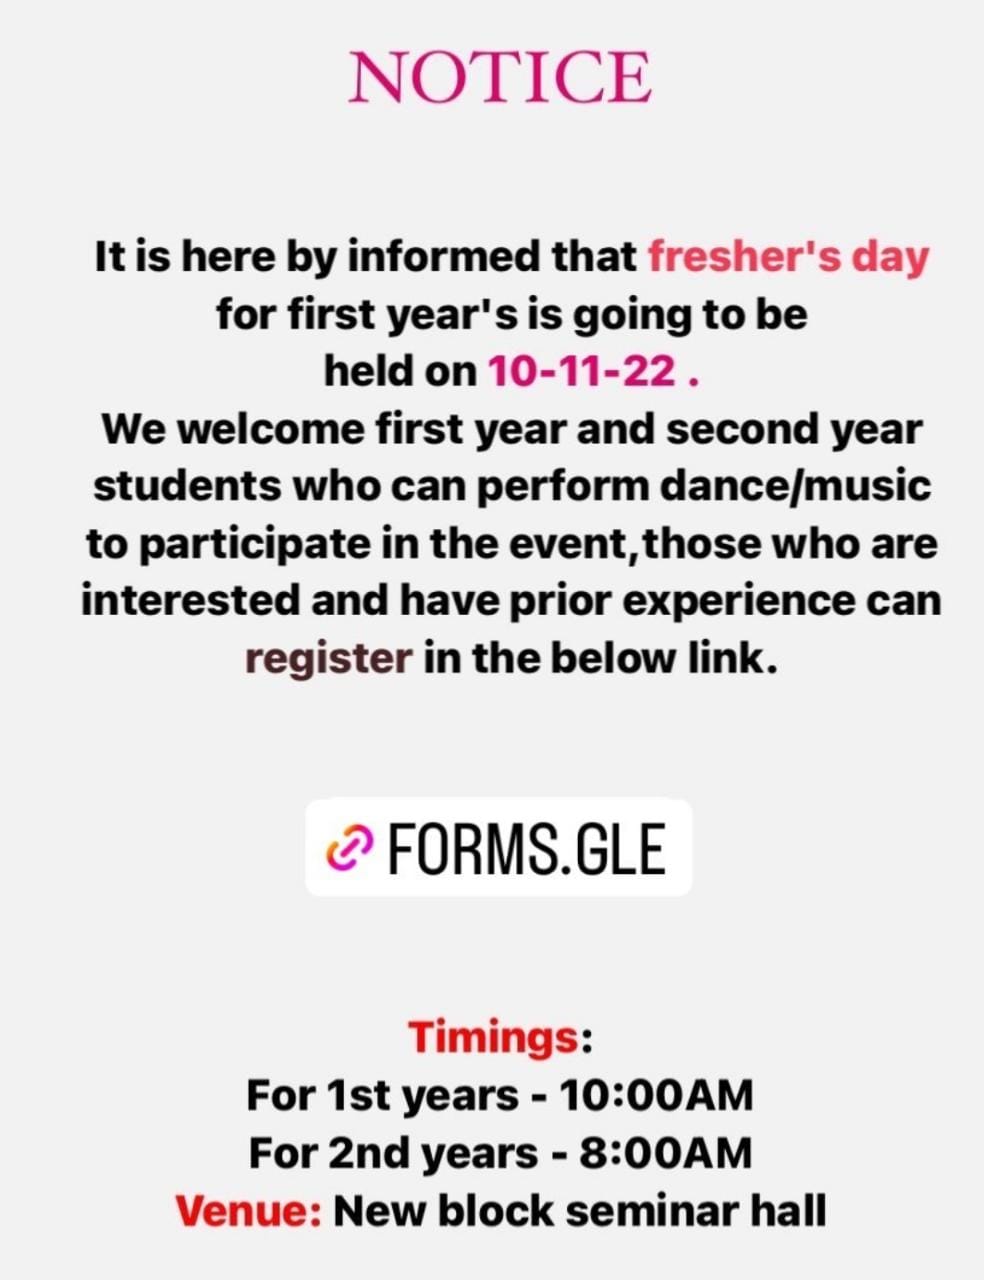 NOTICE
It is here by informed that fresher's day
for first year's is going to be
held on 10-11-22 .
We welcome first year and second year
students who can perform dance/music
to participate in the event,those who are
interested and have prior experience can
register in the below link.
FORMS.GLE
Timings:
For 1st years - 10:00AM
For 2nd years - 8:00AM
Venue: New block seminar hall